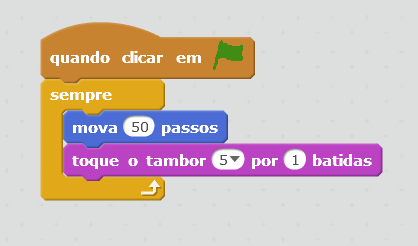 quando clicar em
sempre
mova 50 passos
toque o tambor 5 por 1 batidas